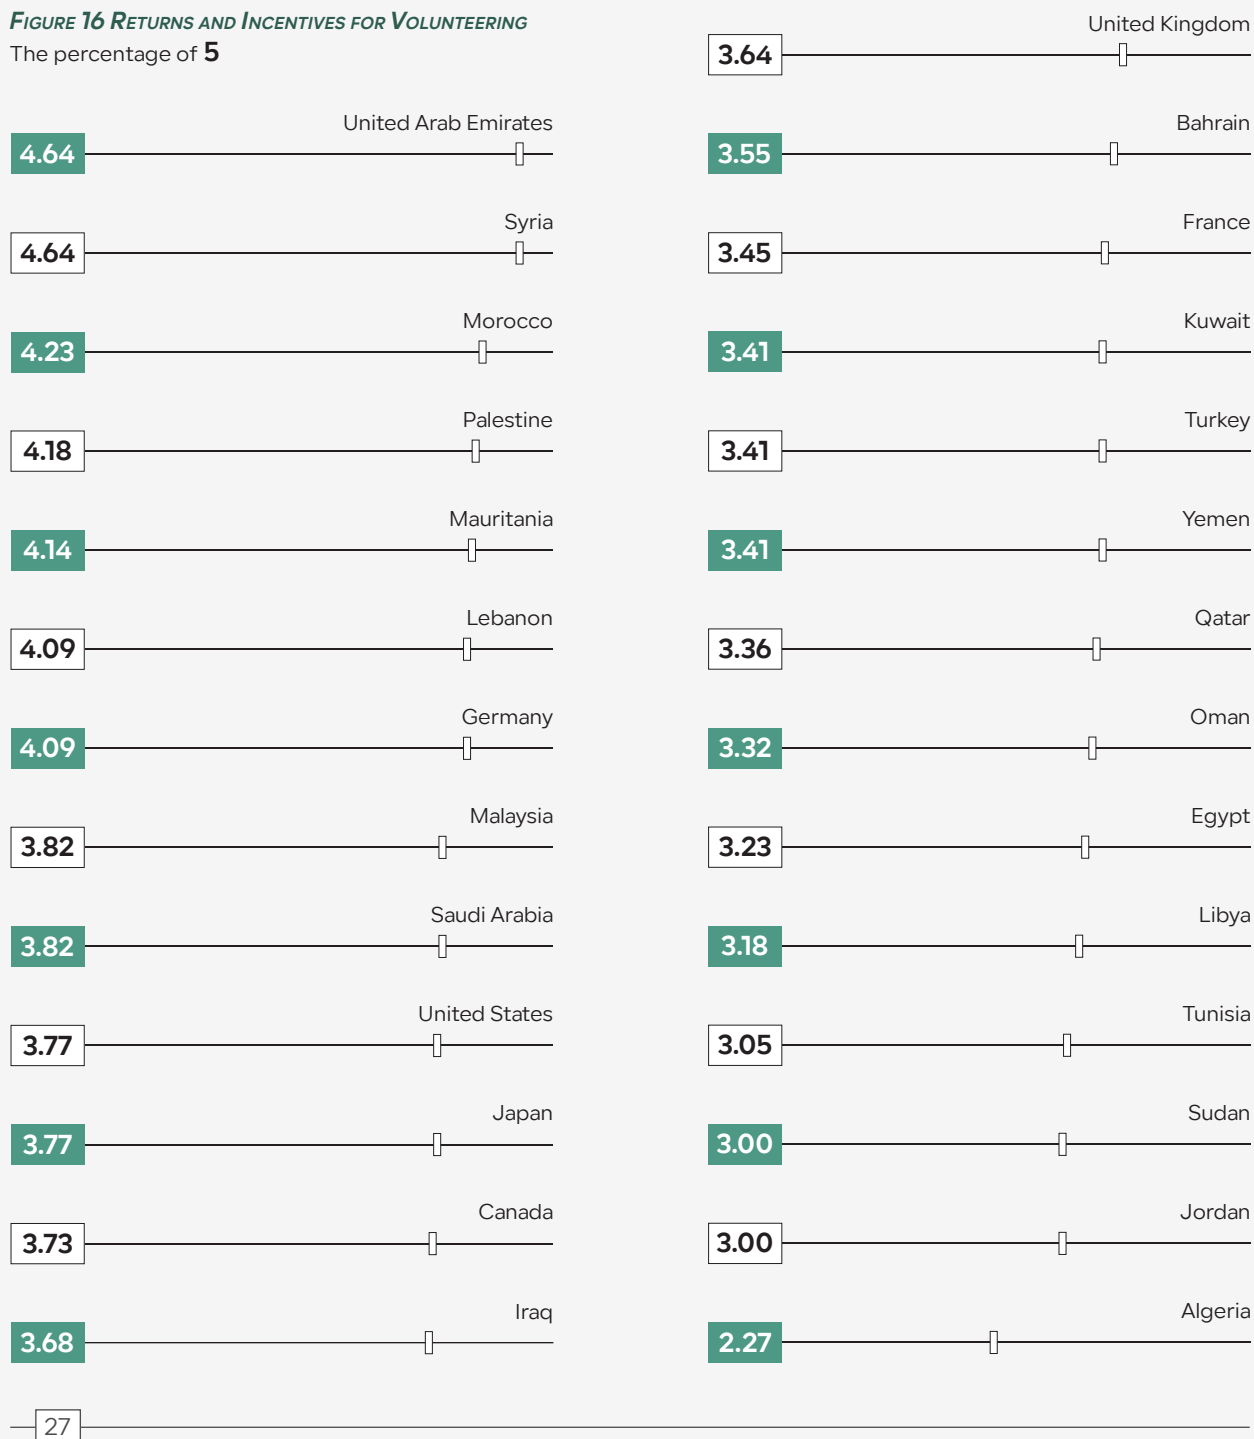 FIGURE 16 RETURNS AND INCENTIVES FOR VOLUNTEERING
The percentage of 5
United Arab Emirates
4.64
Syria
4.64
Morocco
4.23
Palestine
4.18
Mauritania
4.14
Lebanon
4.09
Germany
4.09
Malaysia
3.82
Saudi Arabia
3.82
United States
3.77
Japan
3.77
Canada
3.73
Iraq
3.68
United Kingdom
3.64
Bahrain
3.55
France
3.45
Kuwait
3.41
Turkey
3.41
Yemen
3.41
Qatar
3.36
Oman
3.32
Egypt
3.23
Libya
3.18
Tunisia
3.05
Sudan
3.00
Jordan
3.00
Algeria
2.27
27